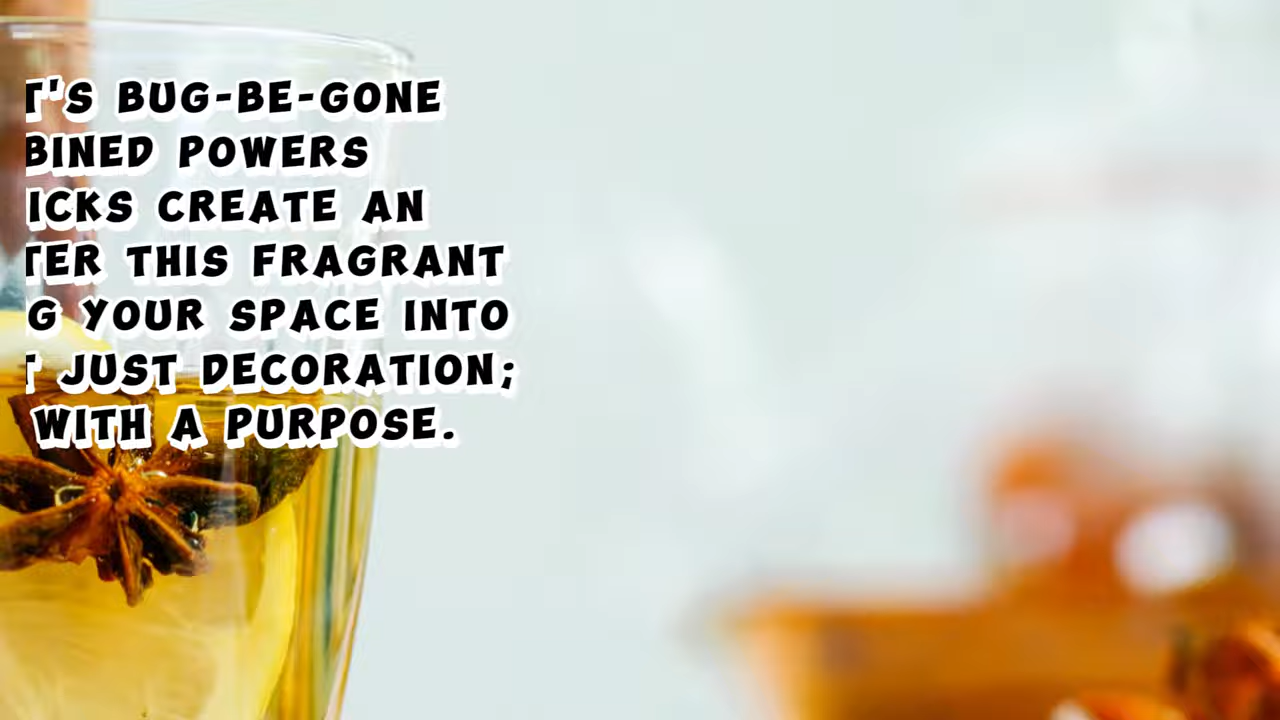 T'S BUG-BE-GONE
BINED POWERS
ICKS CREATE AN
TER THIS FRAGRANT
G YOUR SPACE INTO
T JUST DECORATION;
WITH A PURPOSE.